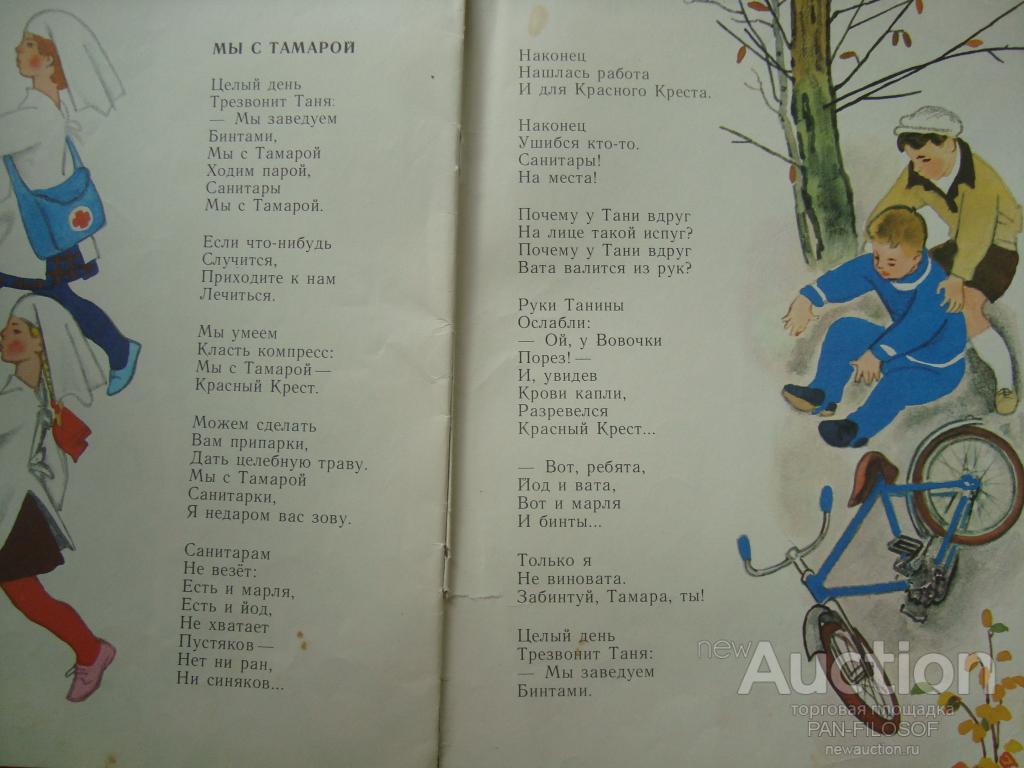 МЫ С ТАМАРОЙ
Целый день
Трезвонит Таня:
— Мы заведуем
Бинтами,
Мы с Тамарой
Ходим парой,
Санитары
Мы с Тамарой.
Если что-нибудь
Случится,
Приходите к нам
Лечиться.
Мы умеем
Класть компресс:
Мы с Тамарой —
Красный Крест.
Можем сделать
Вам припарки,
Дать целебную траву.
Мы с Тамарой
Санитарки,
Я недаром вас зову.
Санитарам
Не везёт:
Есть и марля,
Есть и йод,
Не хватает
Пустяков —
Нет ни ран,
Ни синяков...
Наконец
Нашлась работа
И для Красного Креста.
Наконец
Ушибся кто-то.
Санитары!
На места!
Почему у Тани вдруг
На лице такой испуг?
Почему у Тани вдруг
Вата валится из рук?
Руки Танины
Ослабли:
— Ой, у Вовочки
Порез! —
И, увидев
Крови капли,
Разревелся
Красный Крест...
— Вот, ребята,
Йод и вата,
Вот и марля
И бинты...
Только я
Не виновата.
Забинтуй, Тамара, ты!
Целый день
Трезвонит Таня:
— Мы заведуем
Бинтами.
newAuction
торговая площадка
PAN-FILOSOF
newauction.ru